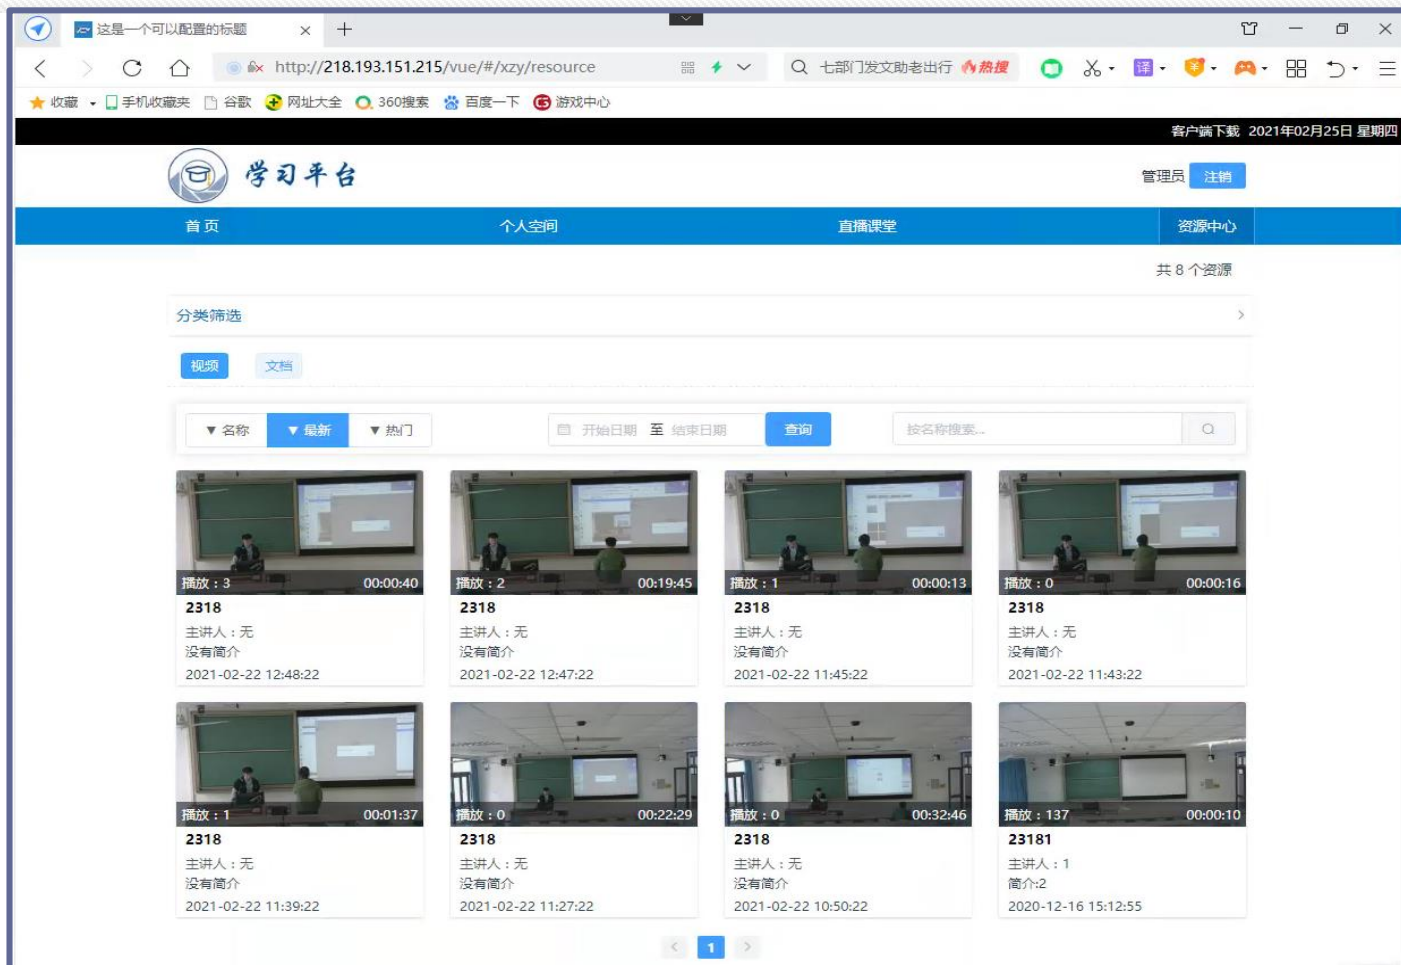 这是一个可以配置的标题
http://218.193.151.215/vue/#/xzy/resource
七部门发文助老出行 热搜
收藏 手机收藏夹 谷歌 网址大全 360搜索 百度一下 游戏中心
客户端下载 2021年02月25日 星期四
学习平台
管理员 注销
首页 个人空间 直播课堂 资源中心
共 8 个资源
分类筛选
视频 文档
▼ 名称 ▼ 最新 ▼ 热门 开始日期 至 结束日期 查询 按名称搜索...
播放：3 00:00:40 播放：2 00:19:45 播放：1 00:00:13 播放：0 00:00:16
2318 2318 2318 2318
主讲人：无 主讲人：无 主讲人：无 主讲人：无
没有简介 没有简介 没有简介 没有简介
2021-02-22 12:48:22 2021-02-22 12:47:22 2021-02-22 11:45:22 2021-02-22 11:43:22
播放：1 00:01:37 播放：0 00:22:29 播放：0 00:32:46 播放：137 00:00:10
2318 2318 2318 23181
主讲人：无 主讲人：无 主讲人：无 主讲人：1
没有简介 没有简介 没有简介 简介:2
2021-02-22 11:39:22 2021-02-22 11:27:22 2021-02-22 10:50:22 2020-12-16 15:12:55
1